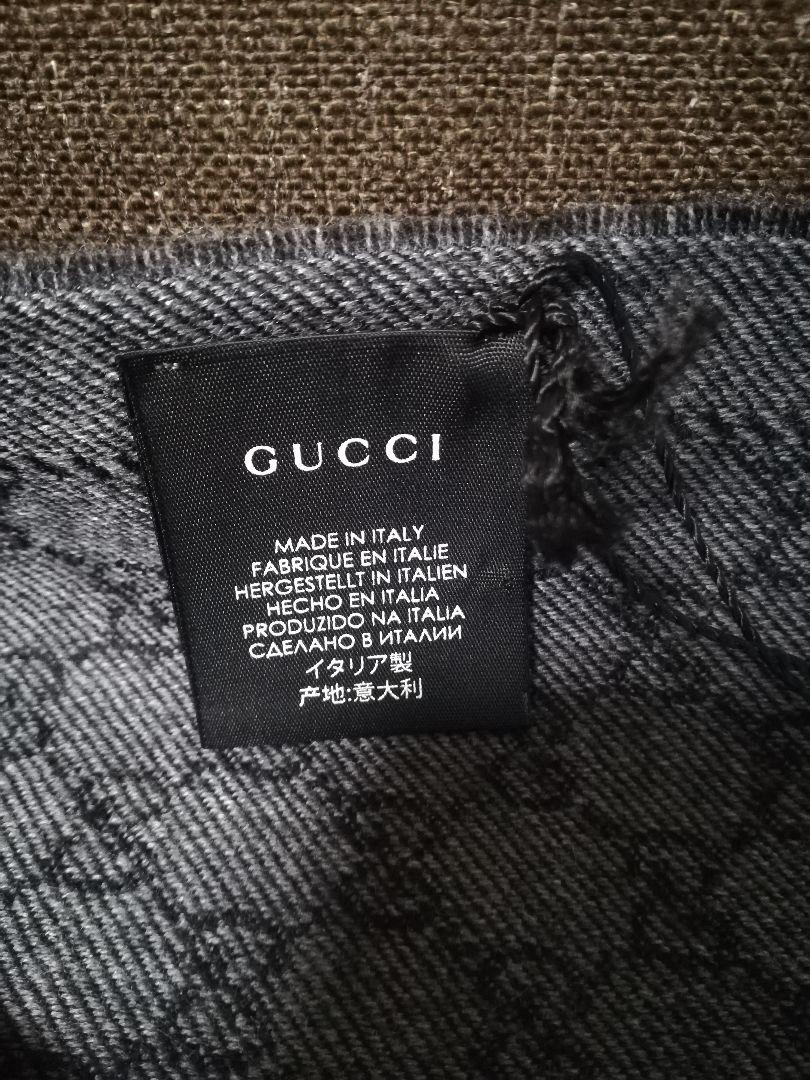 GUCCI
MADE IN ITALY
FABRIQUE EN ITALIE
HERGESTELLT IN ITALIEN
HECHO EN ITALIA
PRODUZIDO NA ITALIA
СДЕЛАНО В ИТАЛИИ
イタリア製
产地:意大利